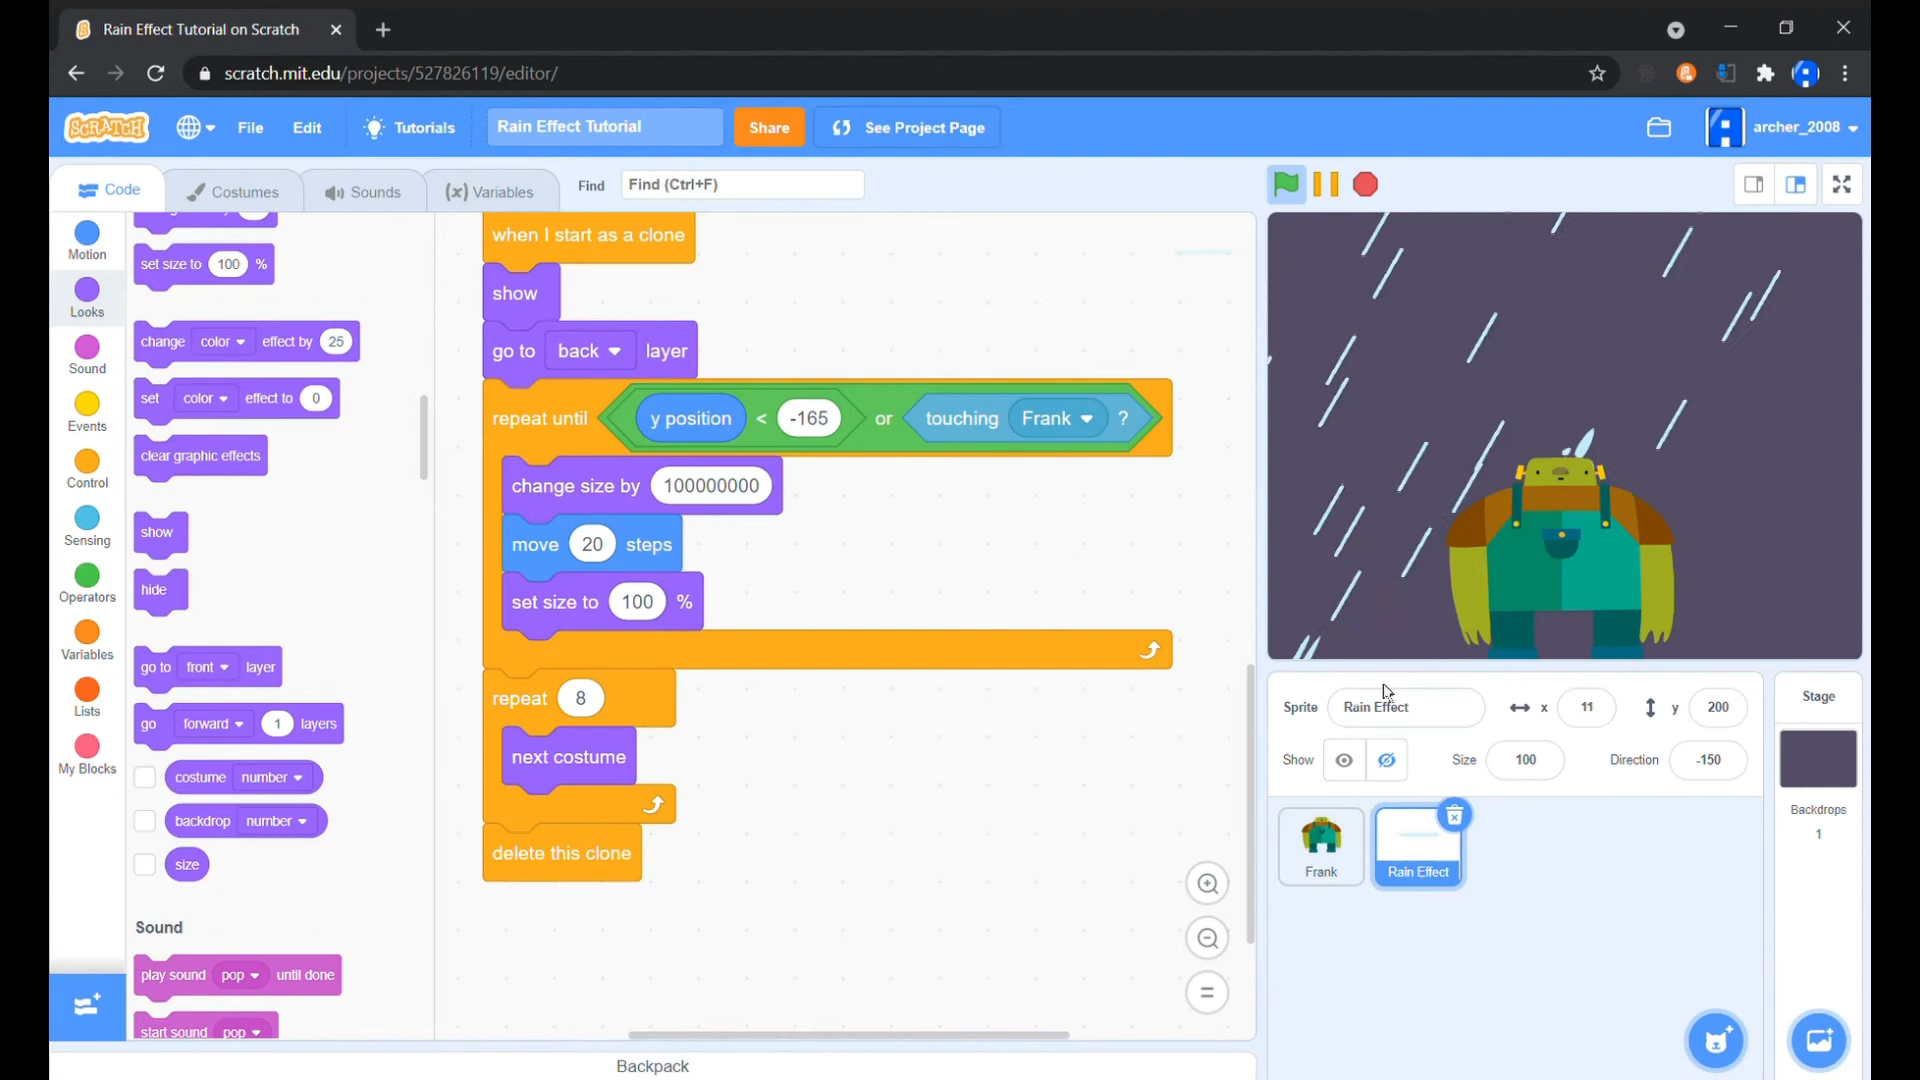 Rain Effect Tutorial on Scratch
scratch.mit.edu/projects/527826119/editor/
SCRATCH
File
Edit
Tutorials
Rain Effect Tutorial
Share
See Project Page
archer_2008
Code
Costumes
Sounds
(x) Variables
Find
Find (Ctrl+F)
Motion
Looks
Sound
Events
Control
Sensing
Operators
Variables
Lists
My Blocks
set size to 100 %
change color effect by 25
set color effect to 0
clear graphic effects
show
hide
go to front layer
go forward 1 layers
costume number
backdrop number
size
Sound
play sound pop until done
start sound pop
when I start as a clone
show
go to back layer
repeat until y position < -165 or touching Frank ?
change size by 100000000
move 20 steps
set size to 100 %
repeat 8
next costume
delete this clone
Backpack
Sprite Rain Effect x 11 y 200
Show Size 100 Direction -150
Frank
Rain Effect
Stage
Backdrops
1